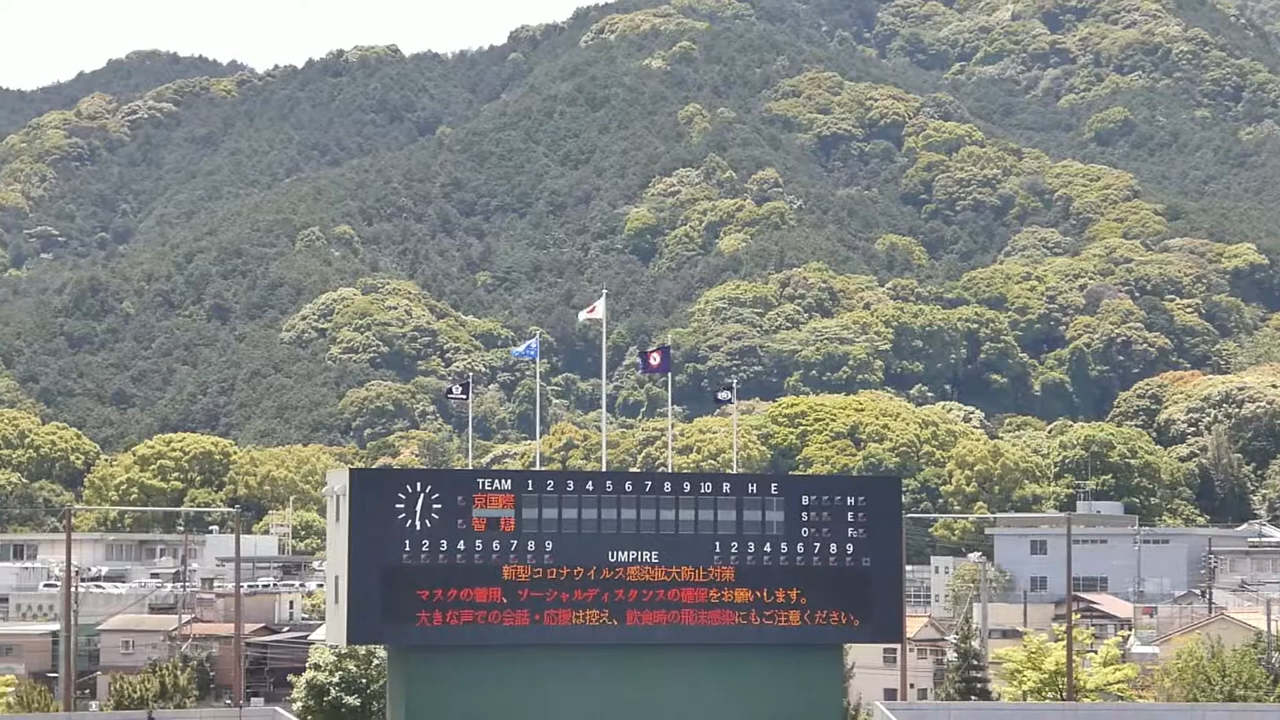 TEAM 1 2 3 4 5 6 7 8 9 10 R H E
京国際 B H
智 辯 S E
O Fc
1 2 3 4 5 6 7 8 9 1 2 3 4 5 6 7 8 9
UMPIRE
新型コロナウイルス感染拡大防止対策
マスクの着用、ソーシャルディスタンスの確保をお願いします。
大きな声での会話・応援は控え、飲食時の飛沫感染にもご注意ください。